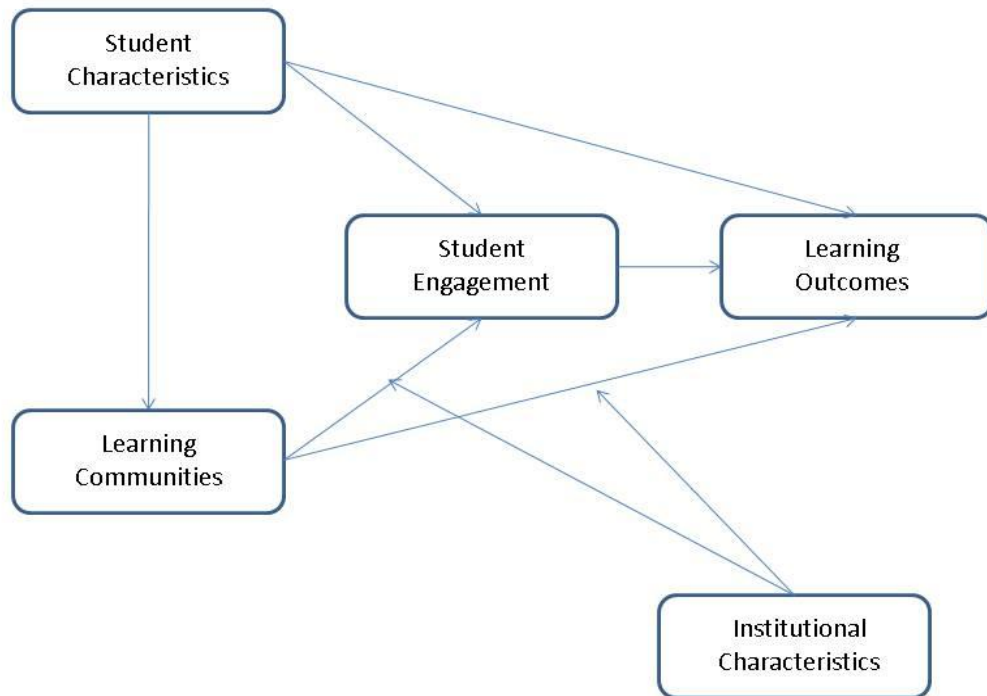 Student
Characteristics
Student
Engagement
Learning
Outcomes
Learning
Communities
Institutional
Characteristics